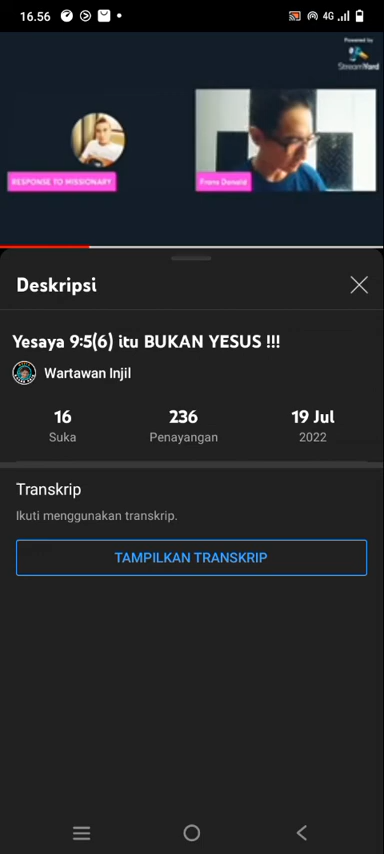 16.56
4G
Powered by
StreamYard
RESPONSE TO MISSIONARY
Frans Donald
Deskripsi
Yesaya 9:5(6) itu BUKAN YESUS !!!
Wartawan Injil
16
236
19 Jul
Suka
Penayangan
2022
Transkrip
Ikuti menggunakan transkrip.
TAMPILKAN TRANSKRIP